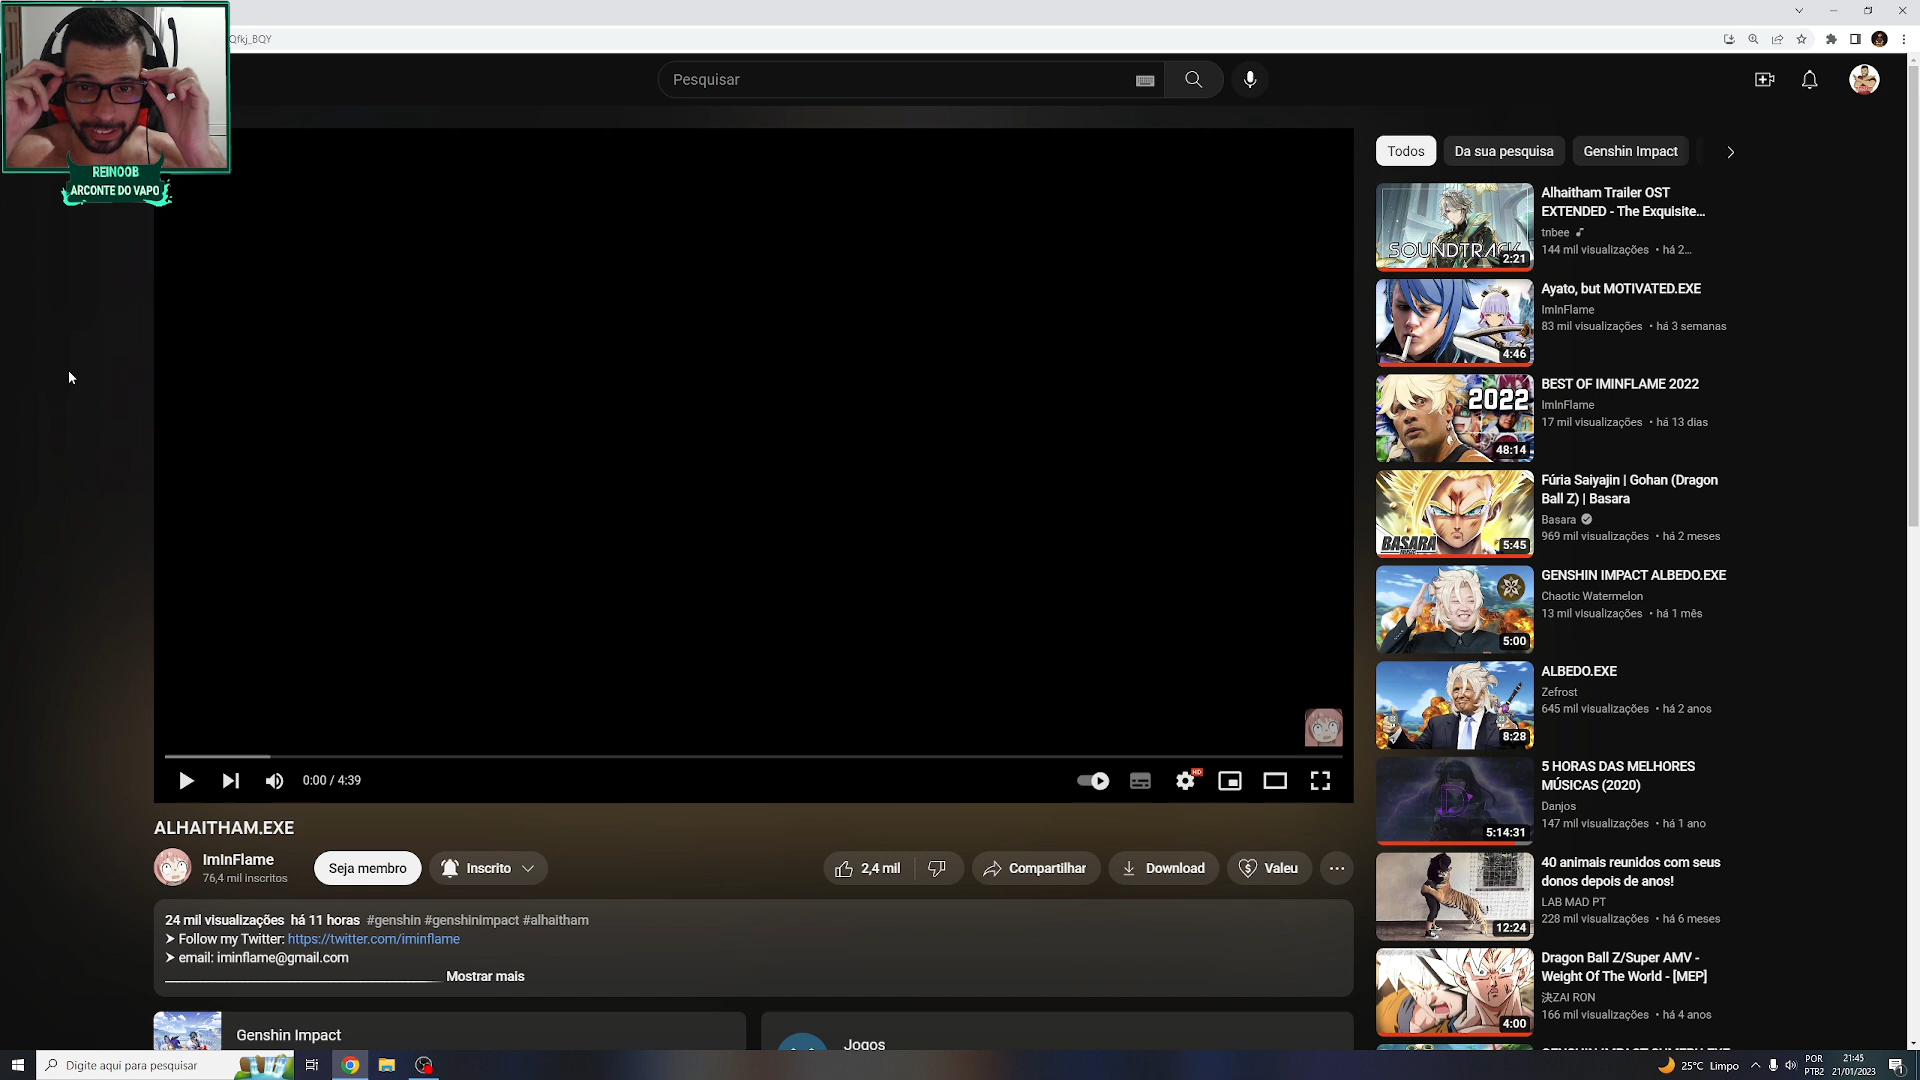 Qfkj_BQY
REINOOB
ARCONTE DO VAPO
Pesquisar
0:00 / 4:39
HD
ALHAITHAM.EXE
ImInFlame
76,4 mil inscritos
Seja membro
Inscrito
2,4 mil
Compartilhar
Download
Valeu
24 mil visualizações há 11 horas #genshin #genshinimpact #alhaitham
➤ Follow my Twitter: https://twitter.com/iminflame
➤ email: iminflame@gmail.com
Mostrar mais
Genshin Impact
Jogos
Todos
Da sua pesquisa
Genshin Impact
SOUNDTRACK
2:21
Alhaitham Trailer OST
EXTENDED - The Exquisite...
tnbee
144 mil visualizações • há 2...
4:46
Ayato, but MOTIVATED.EXE
ImInFlame
83 mil visualizações • há 3 semanas
2022
48:14
BEST OF IMINFLAME 2022
ImInFlame
17 mil visualizações • há 13 dias
BASARA
5:45
Fúria Saiyajin | Gohan (Dragon
Ball Z) | Basara
Basara
969 mil visualizações • há 2 meses
5:00
GENSHIN IMPACT ALBEDO.EXE
Chaotic Watermelon
13 mil visualizações • há 1 mês
8:28
ALBEDO.EXE
Zefrost
645 mil visualizações • há 2 anos
D
5:14:31
5 HORAS DAS MELHORES
MÚSICAS (2020)
Danjos
147 mil visualizações • há 1 ano
12:24
40 animais reunidos com seus
donos depois de anos!
LAB MAD PT
228 mil visualizações • há 6 meses
4:00
Dragon Ball Z/Super AMV -
Weight Of The World - [MEP]
決ZAI RON
166 mil visualizações • há 4 anos
Digite aqui para pesquisar
25°C Limpo
POR
PTB2
21:45
21/01/2023
1